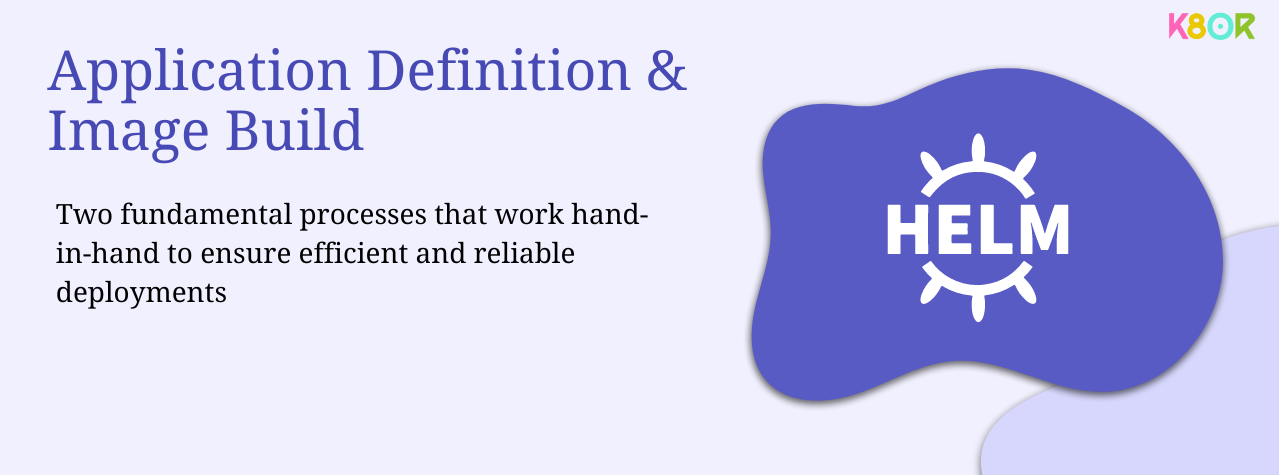 K8OR
Application Definition &
Image Build
Two fundamental processes that work hand-
in-hand to ensure efficient and reliable
deployments
HELM